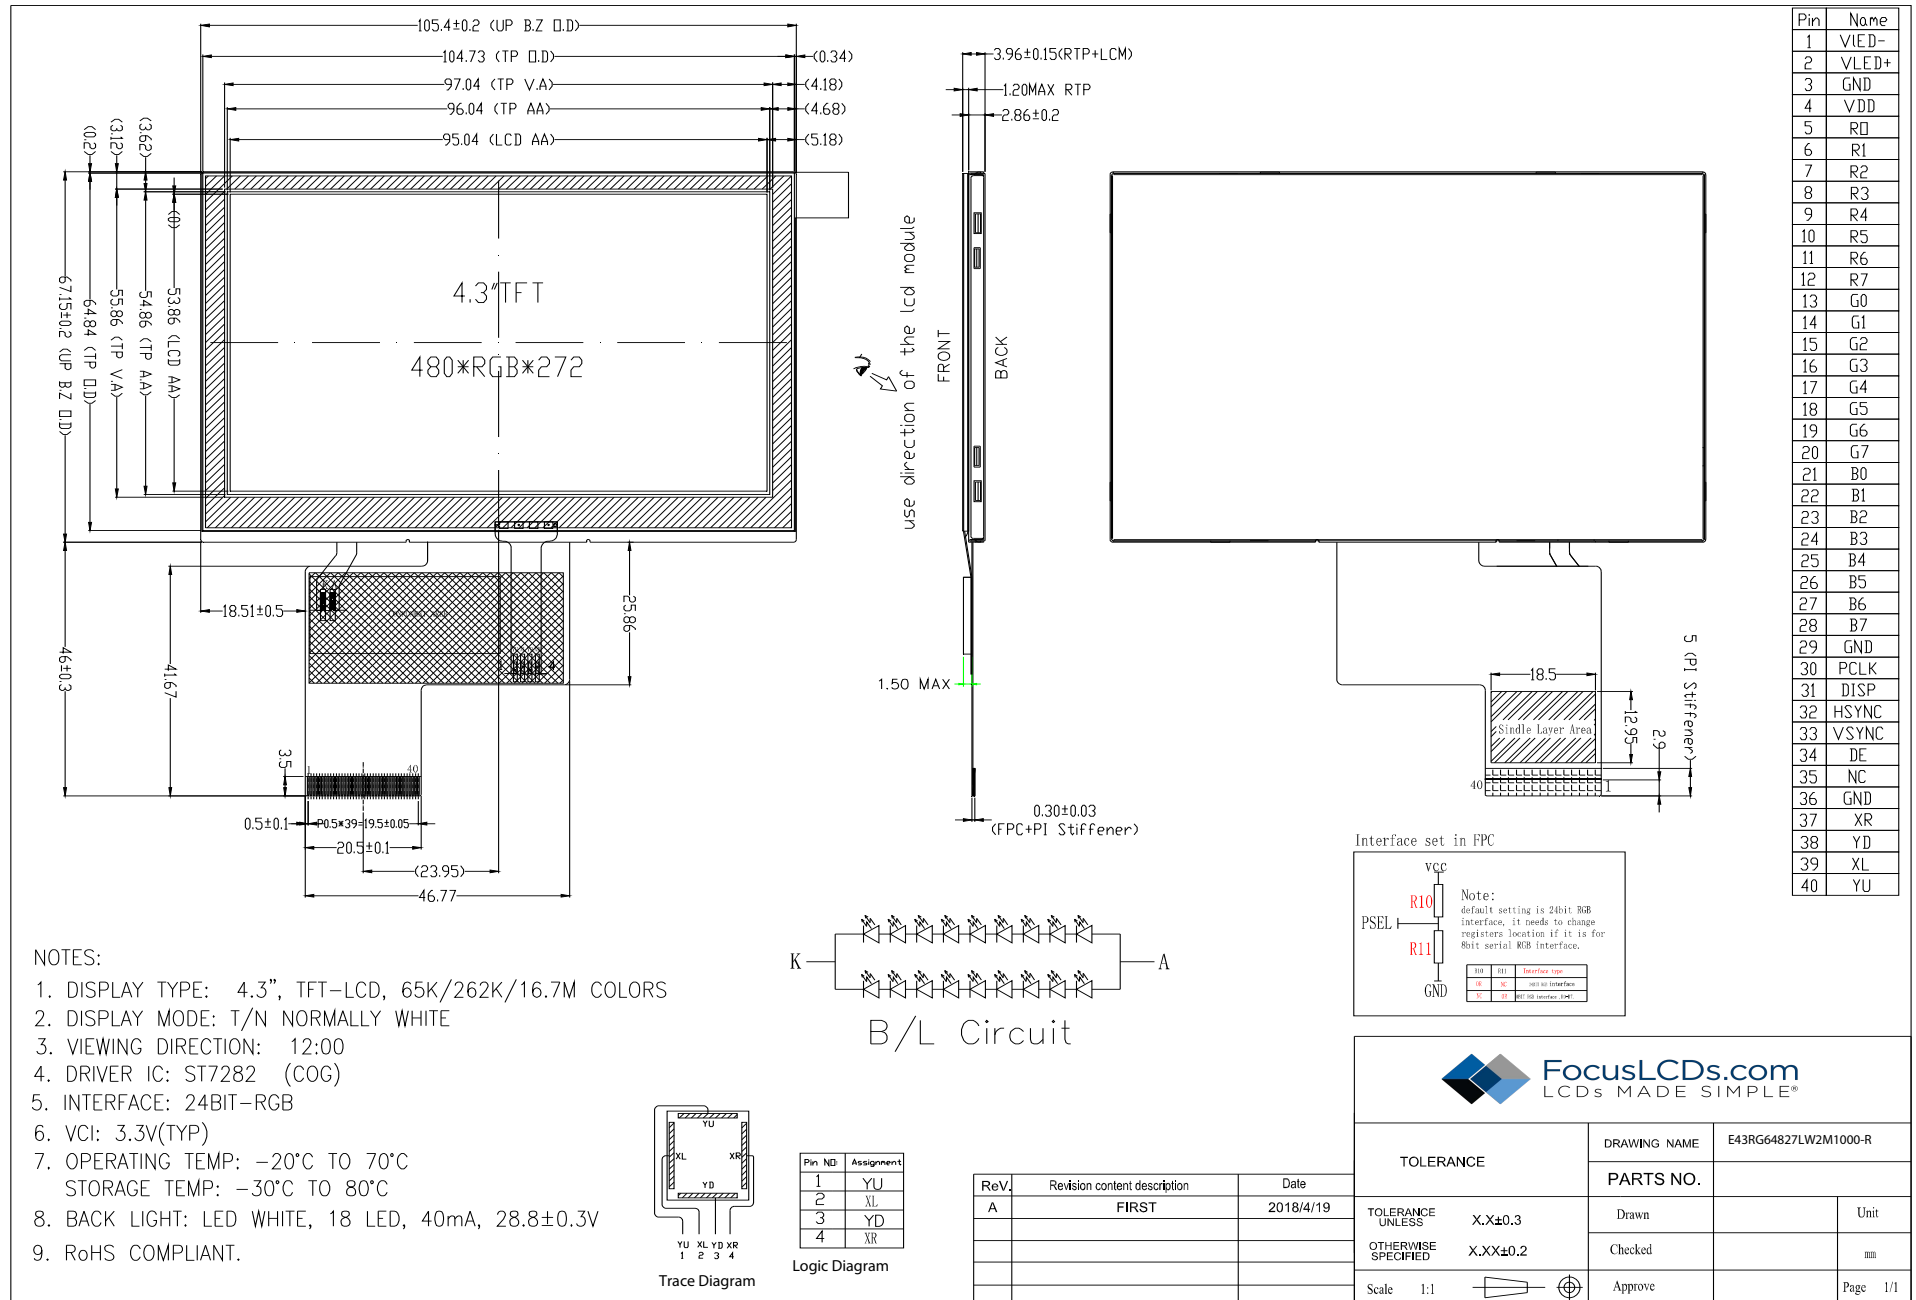 105.4±0.2 (UP B.Z O.D)
104.73 (TP O.D)
(0.34)
97.04 (TP V.A)
(4.18)
96.04 (TP AA)
(4.68)
95.04 (LCD AA)
(5.18)
(0.2)
(3.12)
(3.62)
(0)
67.15±0.2 (UP B.Z O.D)
64.84 (TP O.D)
55.86 (TP V.A)
54.86 (TP A.A)
53.86 (LCD AA)
4.3"TFT
480*RGB*272
18.51±0.5
25.86
46±0.3
41.67
4
3.5
1
40
0.5±0.1
P0.5*39=19.5±0.05
20.5±0.1
(23.95)
46.77
3.96±0.15(RTP+LCM)
1.20MAX RTP
2.86±0.2
use direction of the lcd module
FRONT
BACK
1.50 MAX
0.30±0.03
(FPC+PI Stiffener)
18.5
Sindle Layer Area
12.95
2.9
5 (PI Stiffener)
40
1
Pin Name
1 VlED-
2 VLED+
3 GND
4 VDD
5 R0
6 R1
7 R2
8 R3
9 R4
10 R5
11 R6
12 R7
13 G0
14 G1
15 G2
16 G3
17 G4
18 G5
19 G6
20 G7
21 B0
22 B1
23 B2
24 B3
25 B4
26 B5
27 B6
28 B7
29 GND
30 PCLK
31 DISP
32 HSYNC
33 VSYNC
34 DE
35 NC
36 GND
37 XR
38 YD
39 XL
40 YU
Interface set in FPC
VCC
R10
PSEL
R11
GND
Note:
default setting is 24bit RGB
interface, it needs to change
registers location if it is for
8bit serial RGB interface.
R10 R11 Interface type
0R NC 24BIT RGB interface
NC 0R 8BIT RGB interface
K
A
B/L Circuit
NOTES:
1. DISPLAY TYPE: 4.3", TFT-LCD, 65K/262K/16.7M COLORS
2. DISPLAY MODE: T/N NORMALLY WHITE
3. VIEWING DIRECTION: 12:00
4. DRIVER IC: ST7282 (COG)
5. INTERFACE: 24BIT-RGB
6. VCI: 3.3V(TYP)
7. OPERATING TEMP: -20°C TO 70°C
STORAGE TEMP: -30°C TO 80°C
8. BACK LIGHT: LED WHITE, 18 LED, 40mA, 28.8±0.3V
9. RoHS COMPLIANT.
YU
XL
XR
YD
YU XL YD XR
1 2 3 4
Trace Diagram
Pin NO: Assignment
1 YU
2 XL
3 YD
4 XR
Logic Diagram
ReV. Revision content description Date
A FIRST 2018/4/19
FocusLCDs.com
LCDs MADE SIMPLE®
TOLERANCE
DRAWING NAME E43RG64827LW2M1000-R
PARTS NO.
TOLERANCE
UNLESS
X.X±0.3
OTHERWISE
SPECIFIED
X.XX±0.2
Drawn
Unit
Checked
mm
Scale 1:1
Approve
Page 1/1